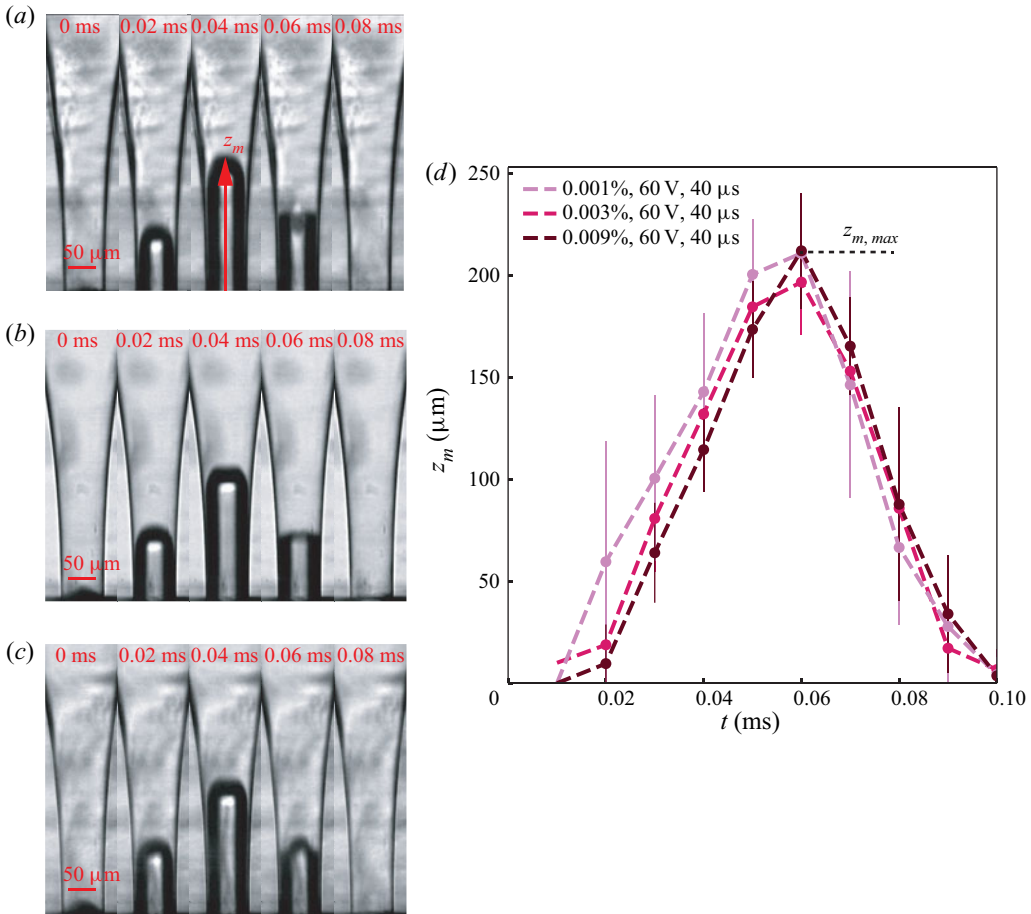 (a)
0 ms 0.02 ms 0.04 ms 0.06 ms 0.08 ms
z_m
50 μm
(b)
0 ms 0.02 ms 0.04 ms 0.06 ms 0.08 ms
50 μm
(c)
0 ms 0.02 ms 0.04 ms 0.06 ms 0.08 ms
50 μm
(d)
250
200
150
100
50
0
z_m (μm)
0.001%, 60 V, 40 μs
0.003%, 60 V, 40 μs
0.009%, 60 V, 40 μs
z_m, max
0.02 0.04 0.06 0.08 0.10
t (ms)